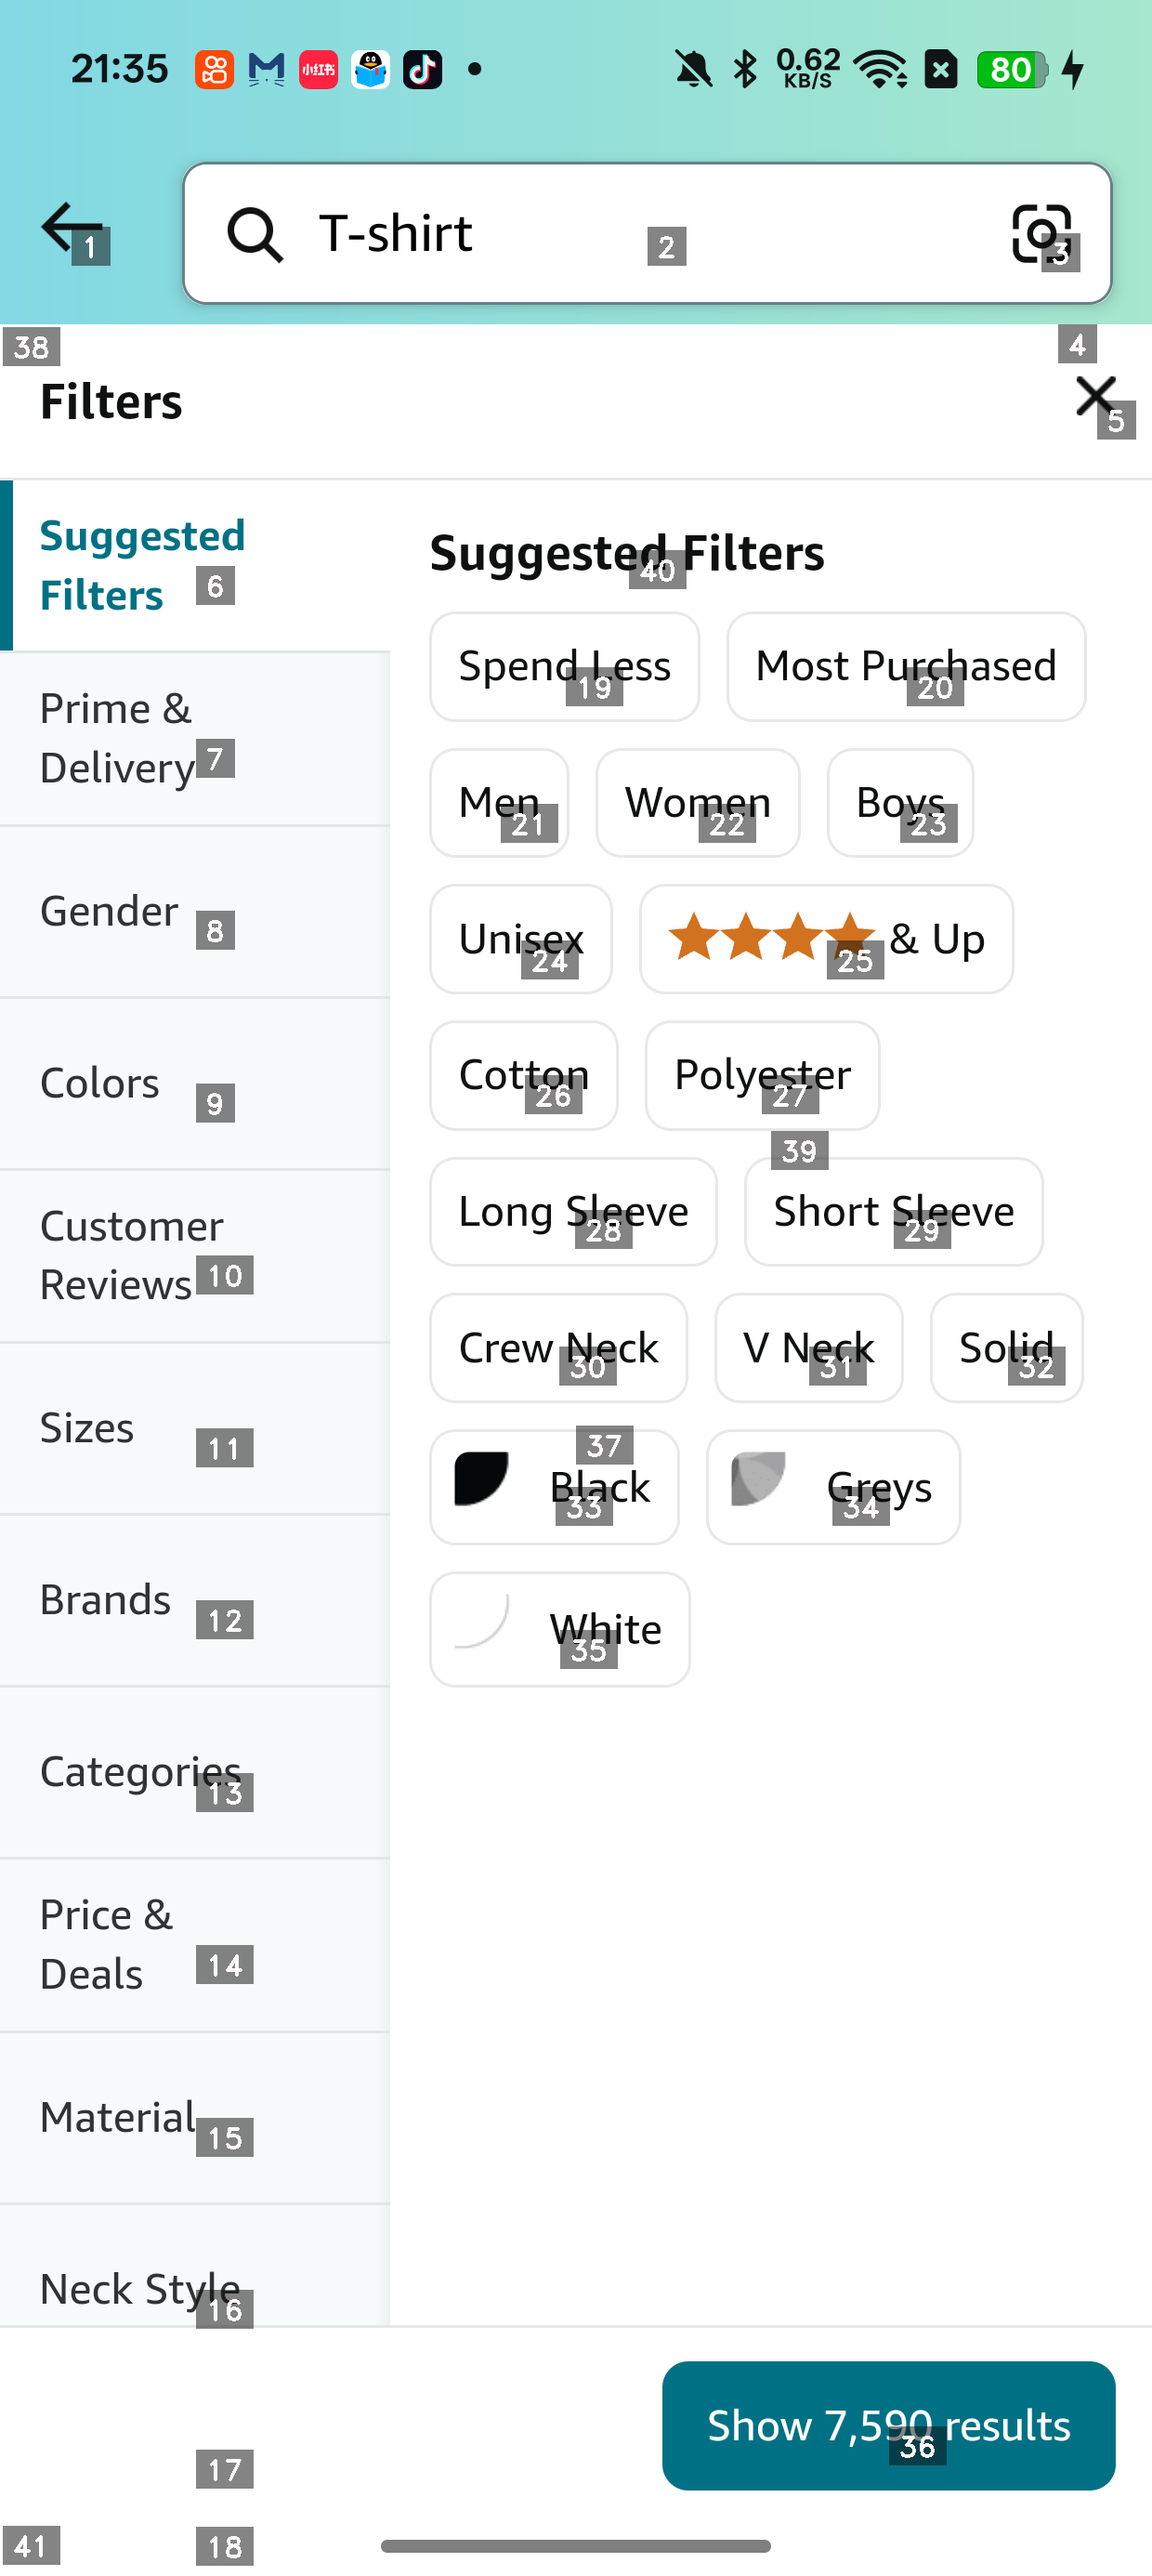 21:35 小红书 0.62 KB/S 80
T-shirt
1 2 3
38 4
Filters
5
Suggested Filters
6
Prime & Delivery
7
Gender
8
Colors
9
Customer Reviews
10
Sizes
11
Brands
12
Categories
13
Price & Deals
14
Material
15
Neck Style
16
Suggested Filters
40
Spend Less Most Purchased
19 20
Men Women Boys
21 22 23
Unisex & Up
24 25
Cotton Polyester
26 27
39
Long Sleeve Short Sleeve
28 29
Crew Neck V Neck Solid
30 31 32
37
Black Greys
33 34
White
35
Show 7,590 results
36
17
41 18